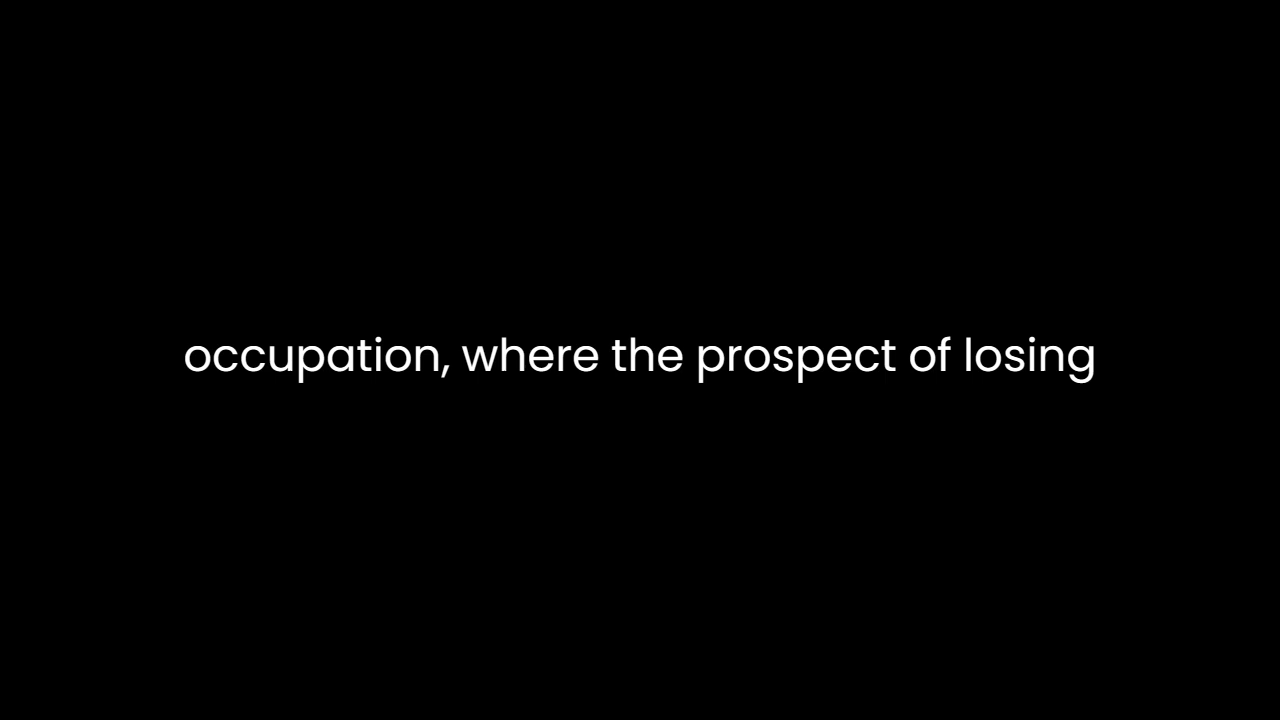 occupation, where the prospect of losing